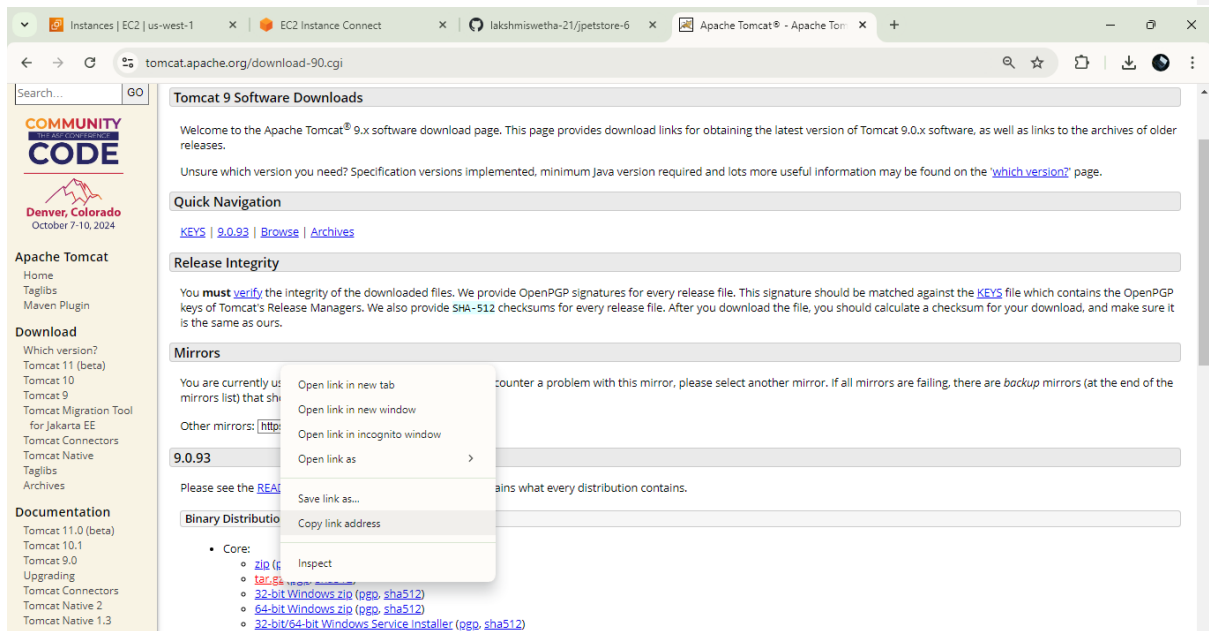 Instances | EC2 | us-west-1
EC2 Instance Connect
lakshmiswetha-21/jpetstore-6
Apache Tomcat® - Apache Tom
tomcat.apache.org/download-90.cgi
Search...
GO
COMMUNITY
THE ASF CONFERENCE
CODE
Denver, Colorado
October 7-10, 2024
Apache Tomcat
Home
Taglibs
Maven Plugin
Download
Which version?
Tomcat 11 (beta)
Tomcat 10
Tomcat 9
Tomcat Migration Tool
for Jakarta EE
Tomcat Connectors
Tomcat Native
Taglibs
Archives
Documentation
Tomcat 11.0 (beta)
Tomcat 10.1
Tomcat 9.0
Upgrading
Tomcat Connectors
Tomcat Native 2
Tomcat Native 1.3
Tomcat 9 Software Downloads
Welcome to the Apache Tomcat® 9.x software download page. This page provides download links for obtaining the latest version of Tomcat 9.0.x software, as well as links to the archives of older
releases.
Unsure which version you need? Specification versions implemented, minimum Java version required and lots more useful information may be found on the 'which version?' page.
Quick Navigation
KEYS | 9.0.93 | Browse | Archives
Release Integrity
You must verify the integrity of the downloaded files. We provide OpenPGP signatures for every release file. This signature should be matched against the KEYS file which contains the OpenPGP
keys of Tomcat's Release Managers. We also provide SHA-512 checksums for every release file. After you download the file, you should calculate a checksum for your download, and make sure it
is the same as ours.
Mirrors
You are currently us counter a problem with this mirror, please select another mirror. If all mirrors are failing, there are backup mirrors (at the end of the
mirrors list) that sh
Other mirrors: http
9.0.93
Please see the REA ains what every distribution contains.
Binary Distributio
Core:
zip (p
tar.gz
32-bit Windows zip (pgp, sha512)
64-bit Windows zip (pgp, sha512)
32-bit/64-bit Windows Service Installer (pgp, sha512)
Open link in new tab
Open link in new window
Open link in incognito window
Open link as
Save link as...
Copy link address
Inspect